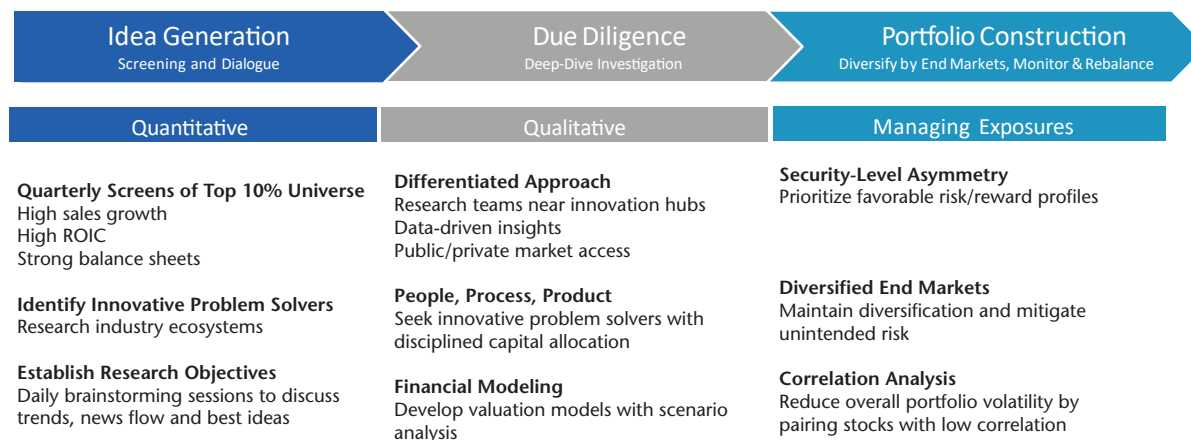 Idea Generation
Screening and Dialogue
Due Diligence
Deep-Dive Investigation
Portfolio Construction
Diversify by End Markets, Monitor & Rebalance
Quantitative
Qualitative
Managing Exposures
Quarterly Screens of Top 10% Universe
High sales growth
High ROIC
Strong balance sheets
Identify Innovative Problem Solvers
Research industry ecosystems
Establish Research Objectives
Daily brainstorming sessions to discuss
trends, news flow and best ideas
Differentiated Approach
Research teams near innovation hubs
Data-driven insights
Public/private market access
People, Process, Product
Seek innovative problem solvers with
disciplined capital allocation
Financial Modeling
Develop valuation models with scenario
analysis
Security-Level Asymmetry
Prioritize favorable risk/reward profiles
Diversified End Markets
Maintain diversification and mitigate
unintended risk
Correlation Analysis
Reduce overall portfolio volatility by
pairing stocks with low correlation